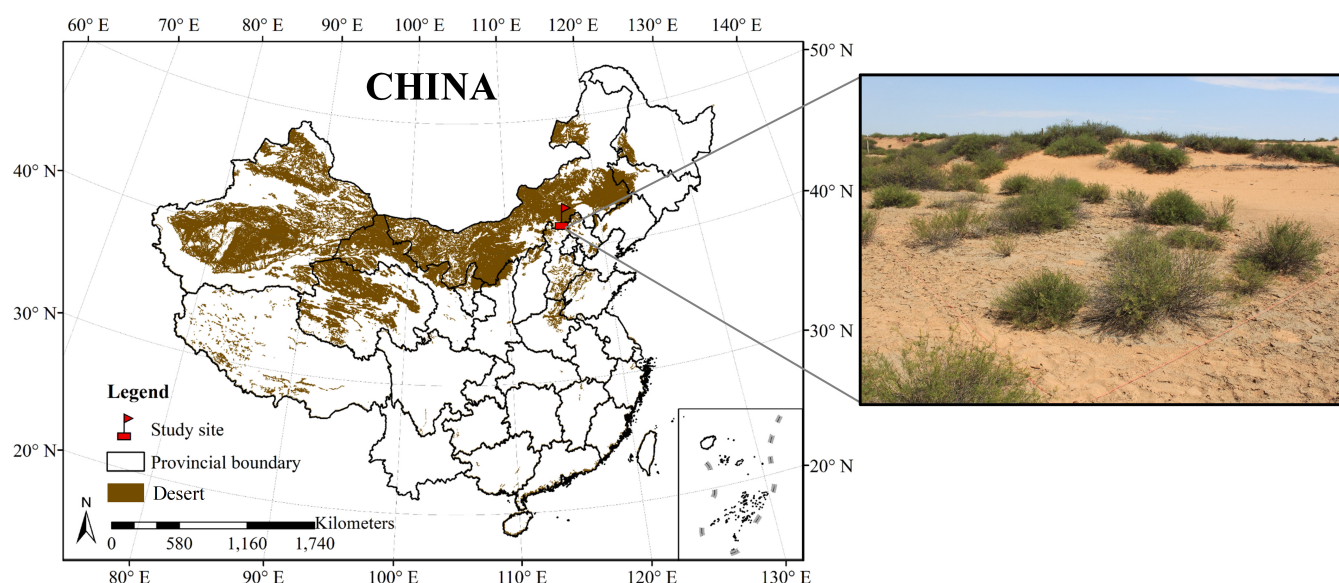 60° E 70° E 80° E 90° E 100° E 110° E 120° E 130° E 140° E
50° N
CHINA
40° N
40° N
30° N
30° N
20° N
20° N
Legend
Study site
Provincial boundary
Desert
N
Kilometers
0 580 1,160 1,740
80° E 90° E 100° E 110° E 120° E 130° E